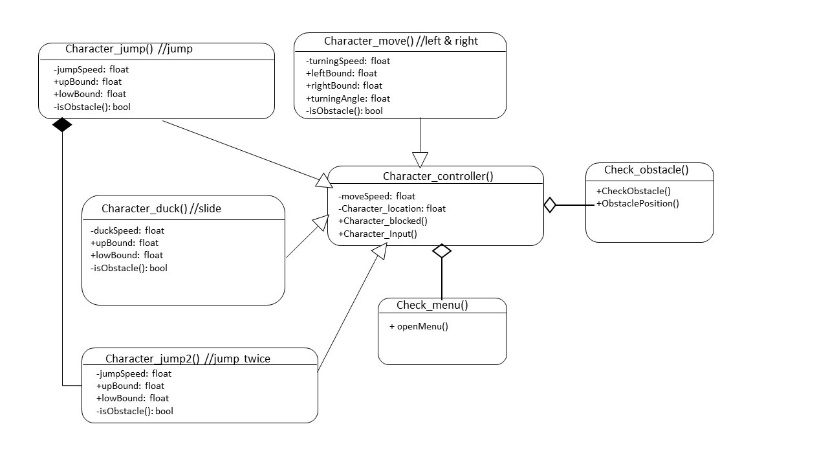 Character_jump() //jump
-jumpSpeed: float
+upBound: float
+lowBound: float
-isObstacle(): bool
Character_move() //left & right
-turningSpeed: float
+leftBound: float
+rightBound: float
+turningAngle: float
-isObstacle(): bool
Character_controller()
-moveSpeed: float
-Character_location: float
+Character_blocked()
+Character_Input()
Check_obstacle()
+CheckObstacle()
+ObstaclePosition()
Character_duck() //slide
-duckSpeed: float
+upBound: float
+lowBound: float
-isObstacle(): bool
Check_menu()
+ openMenu()
Character_jump2() //jump twice
-jumpSpeed: float
+upBound: float
+lowBound: float
-isObstacle(): bool